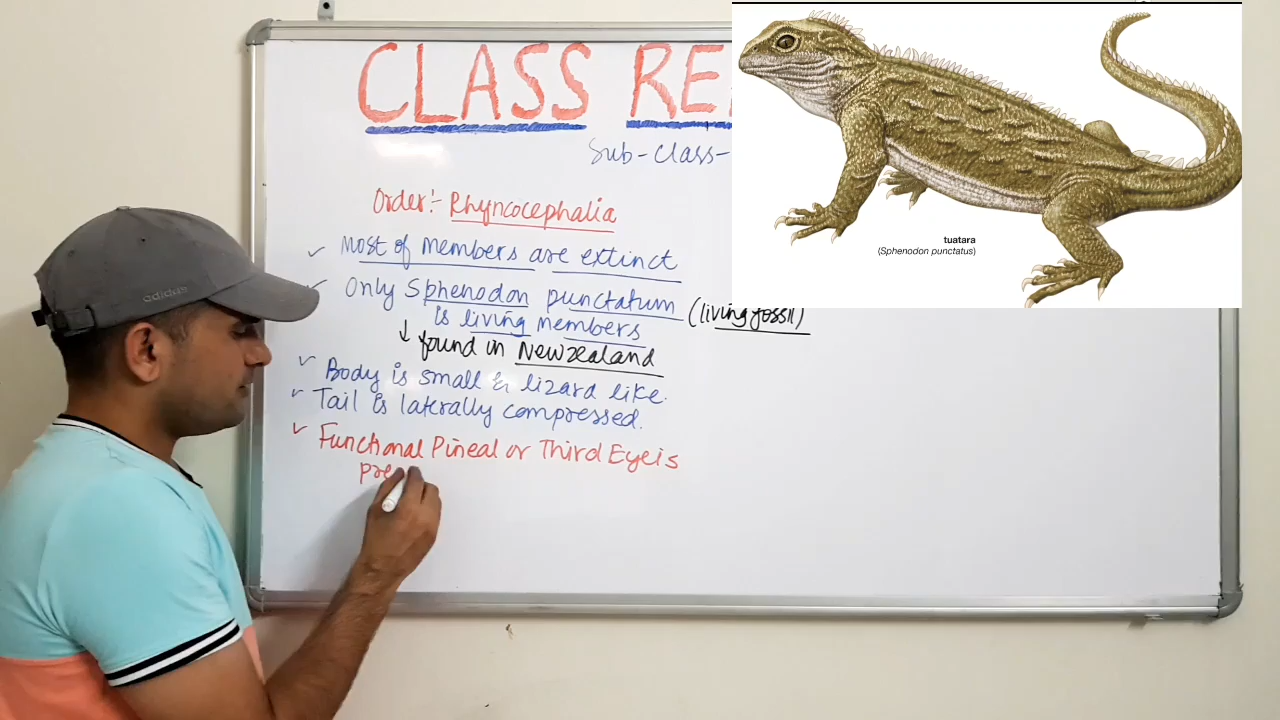 CLASS RE
Sub-Class-
Order:- Rhyncocephalia
Most of members are extinct
Only Sphenodon punctatum (living fossil)
is living members
↓ found in Newzealand
Body is small & lizard like.
Tail is laterally compressed.
Functional Pineal or Third Eye is
pre
tuatara
(Sphenodon punctatus)
adidas